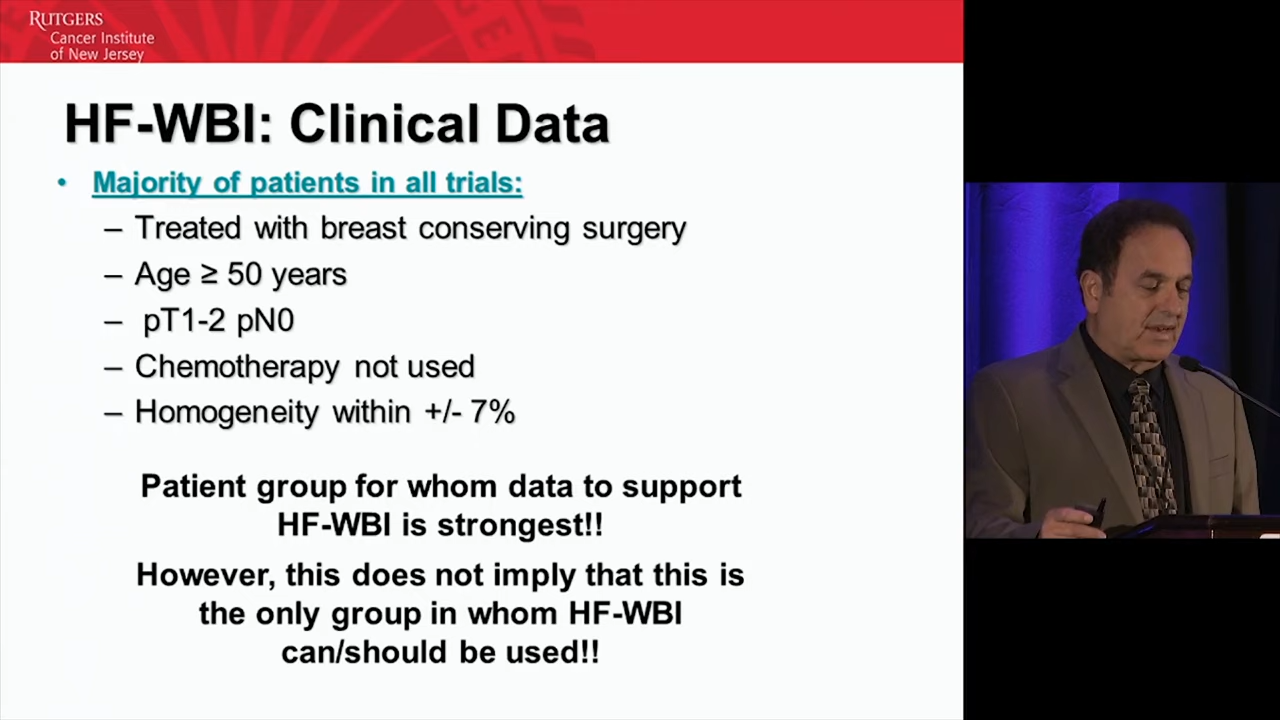 RUTGERS
Cancer Institute
of New Jersey
HF-WBI: Clinical Data
• Majority of patients in all trials:
– Treated with breast conserving surgery
– Age ≥ 50 years
– pT1-2 pN0
– Chemotherapy not used
– Homogeneity within +/- 7%
Patient group for whom data to support
HF-WBI is strongest!!
However, this does not imply that this is
the only group in whom HF-WBI
can/should be used!!